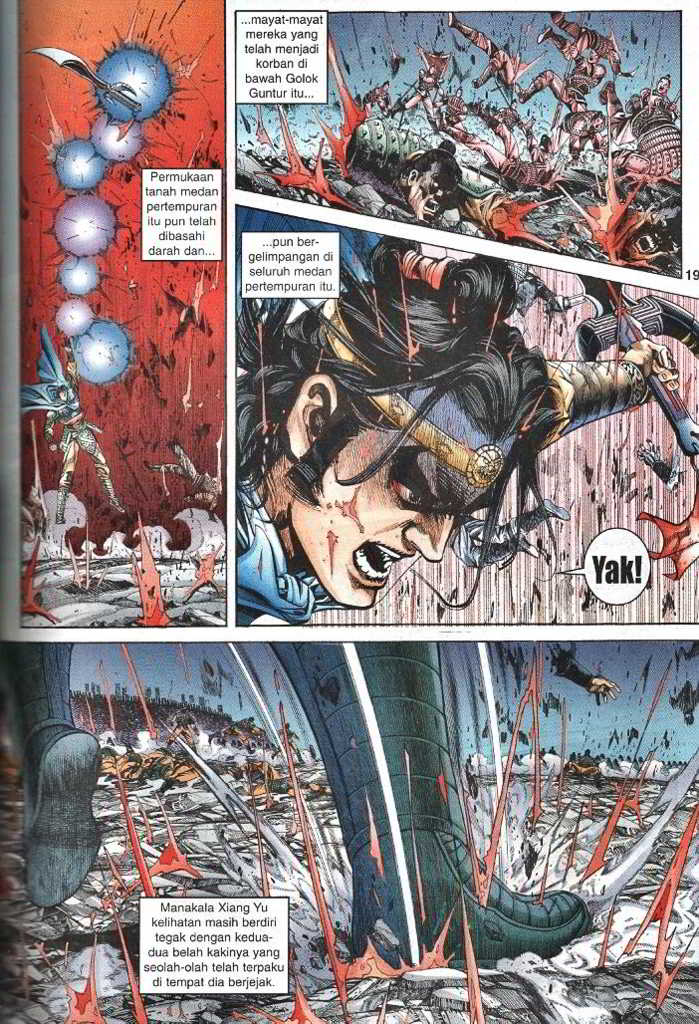 Permukaan
tanah medan
pertempuran
itu pun telah
dibasahi
darah dan...
...mayat-mayat
mereka yang
telah menjadi
korban di
bawah Golok
Guntur itu...
...pun ber-
gelimpangan di
seluruh medan
pertempuran itu.
19
Yak!
Manakala Xiang Yu
kelihatan masih berdiri
tegak dengan kedua-
dua belah kakinya yang
seolah-olah telah terpaku
di tempat dia berjejak.